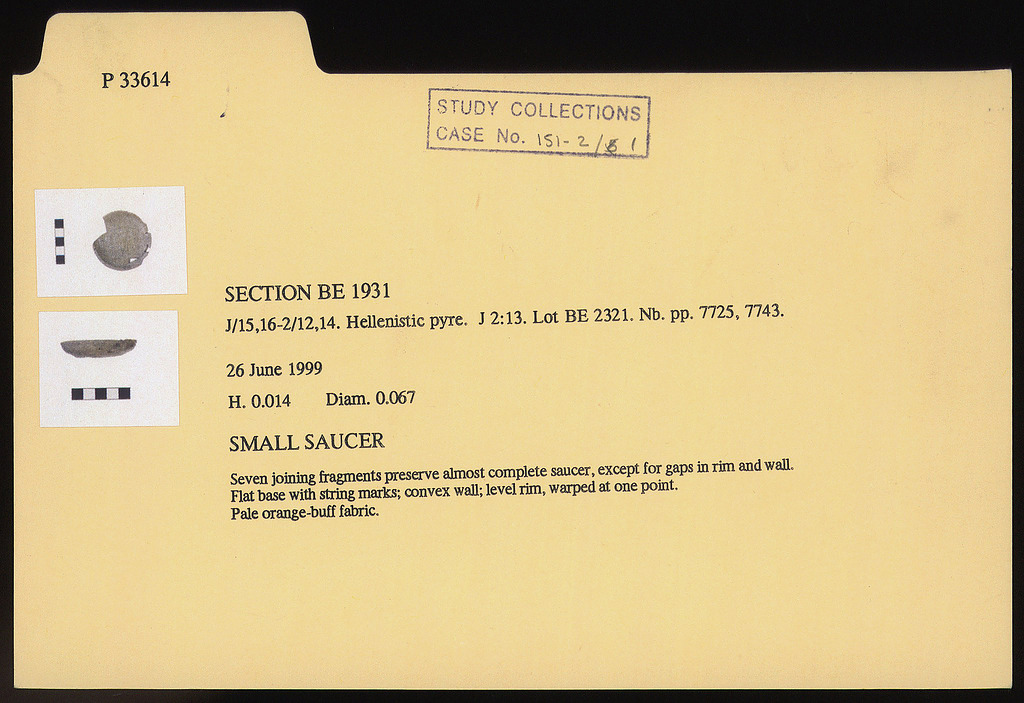 P 33614
STUDY COLLECTIONS
CASE No. 151-2/ 1
SECTION BE 1931
J/15,16-2/12,14. Hellenistic pyre. J 2:13. Lot BE 2321. Nb. pp. 7725, 7743.
26 June 1999
H. 0.014 Diam. 0.067
SMALL SAUCER
Seven joining fragments preserve almost complete saucer, except for gaps in rim and wall.
Flat base with string marks; convex wall; level rim, warped at one point.
Pale orange-buff fabric.